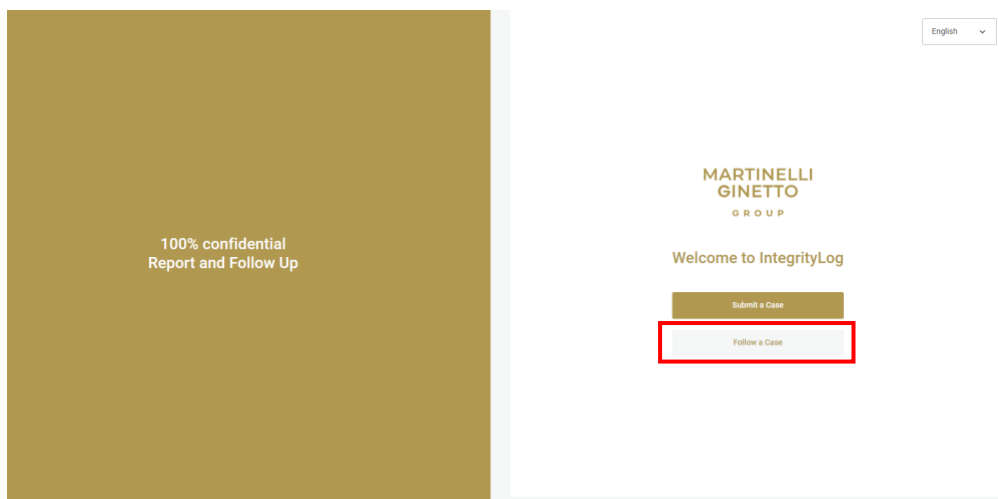 English
100% confidential
Report and Follow Up
MARTINELLI
GINETTO
GROUP
Welcome to IntegrityLog
Submit a Case
Follow a Case